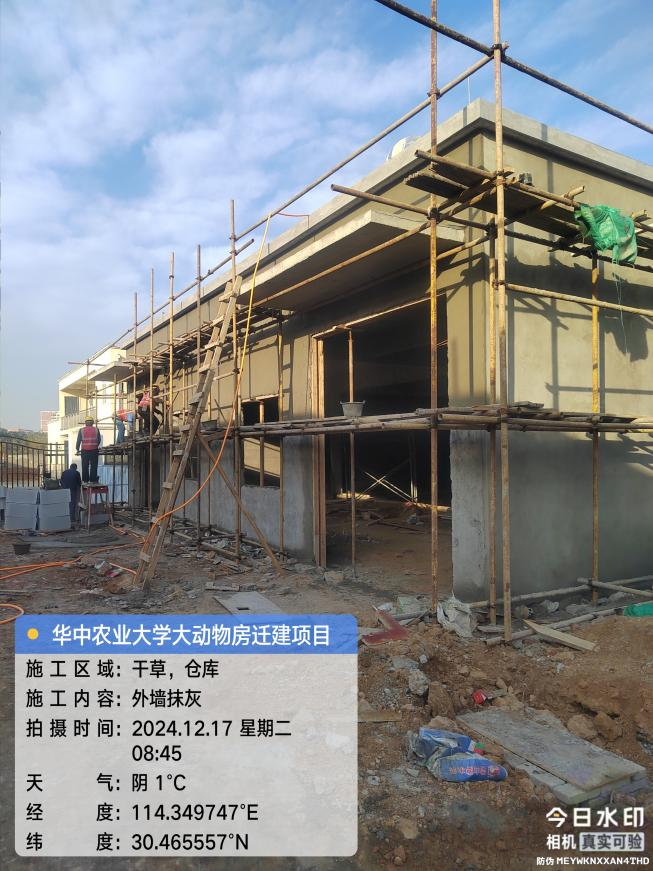 华中农业大学大动物房迁建项目
施工区域：干草，仓库
施工内容：外墙抹灰
拍摄时间：2024.12.17 星期二
08:45
天气：阴 1°C
经度：114.349747°E
纬度：30.465557°N
今日水印
相机 真实可验
防伪 MEYWKNXXAN4THD